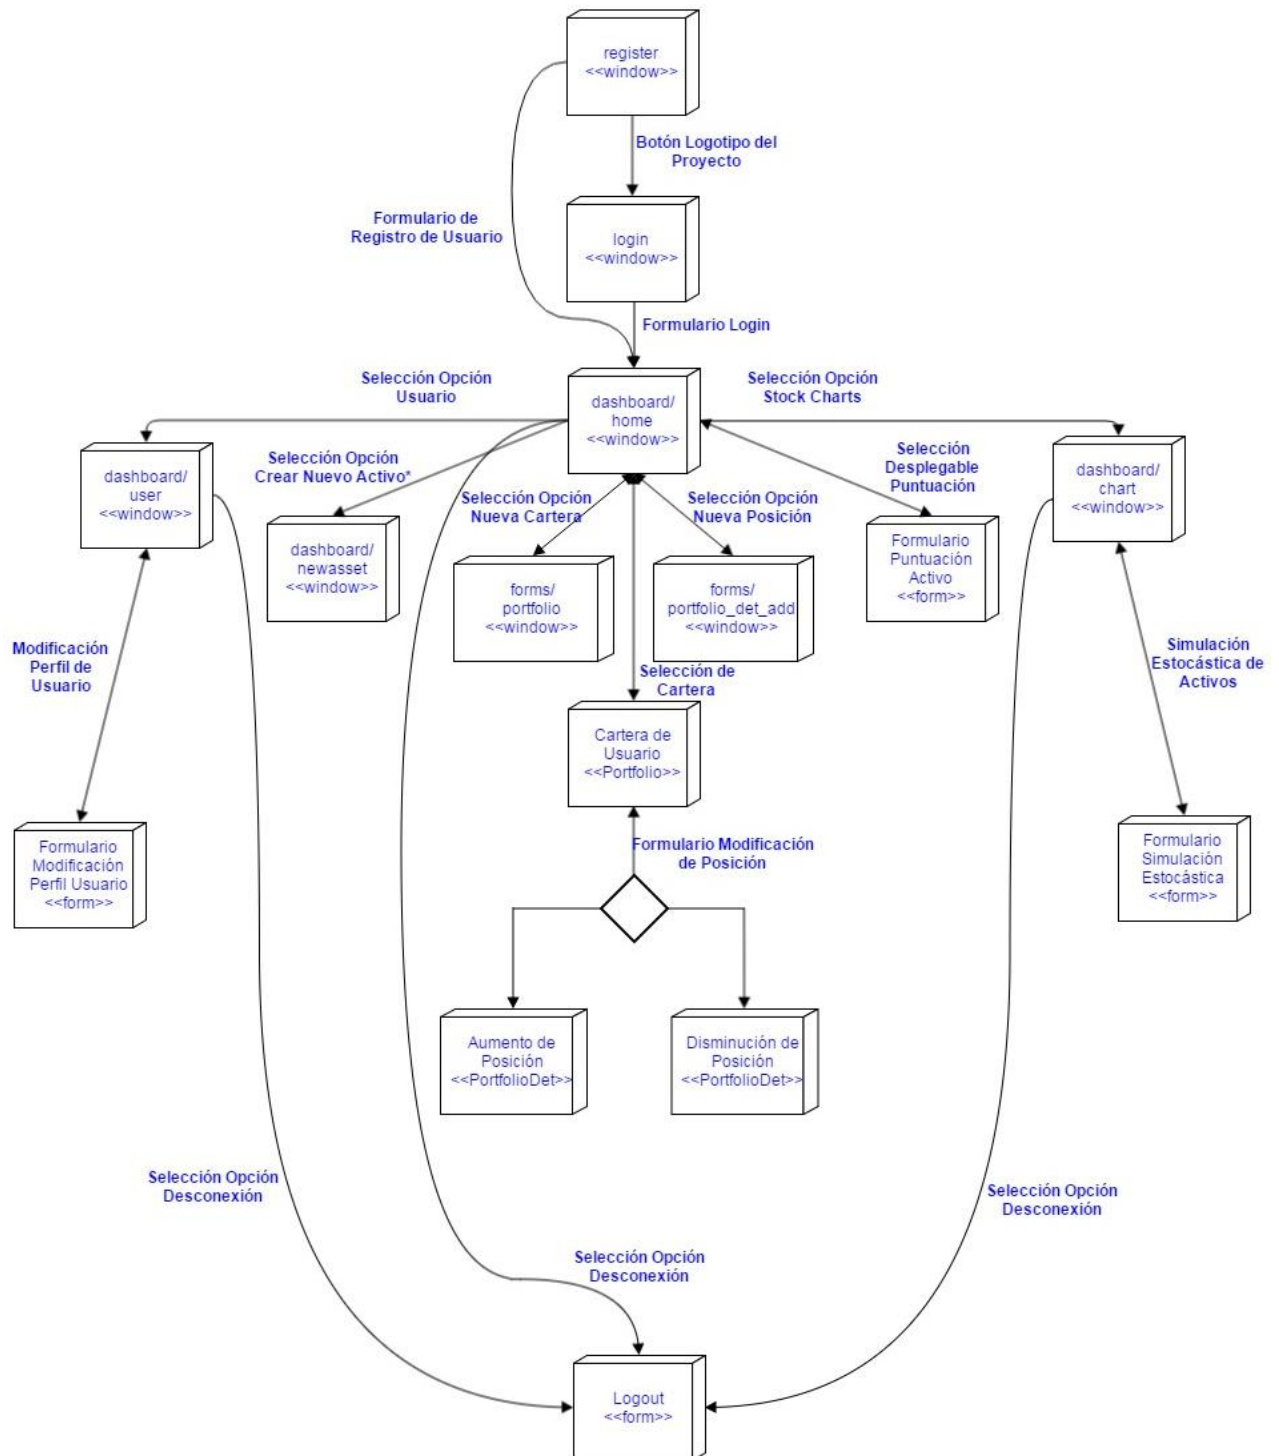 register
<<window>>
Botón Logotipo del
Proyecto
Formulario de
Registro de Usuario
login
<<window>>
Formulario Login
Selección Opción
Usuario
dashboard/
home
<<window>>
Selección Opción
Stock Charts
dashboard/
user
<<window>>
Selección Opción
Crear Nuevo Activo*
Selección Opción
Nueva Cartera
Selección Opción
Nueva Posición
Selección
Desplegable
Puntuación
dashboard/
chart
<<window>>
dashboard/
newasset
<<window>>
forms/
portfolio
<<window>>
forms/
portfolio_det_add
<<window>>
Formulario
Puntuación
Activo
<<form>>
Modificación
Perfil de
Usuario
Selección de
Cartera
Simulación
Estocástica de
Activos
Cartera de
Usuario
<<Portfolio>>
Formulario
Modificación
Perfil Usuario
<<form>>
Formulario Modificación
de Posición
Formulario
Simulación
Estocástica
<<form>>
Aumento de
Posición
<<PortfolioDet>>
Disminución de
Posición
<<PortfolioDet>>
Selección Opción
Desconexión
Selección Opción
Desconexión
Selección Opción
Desconexión
Logout
<<form>>